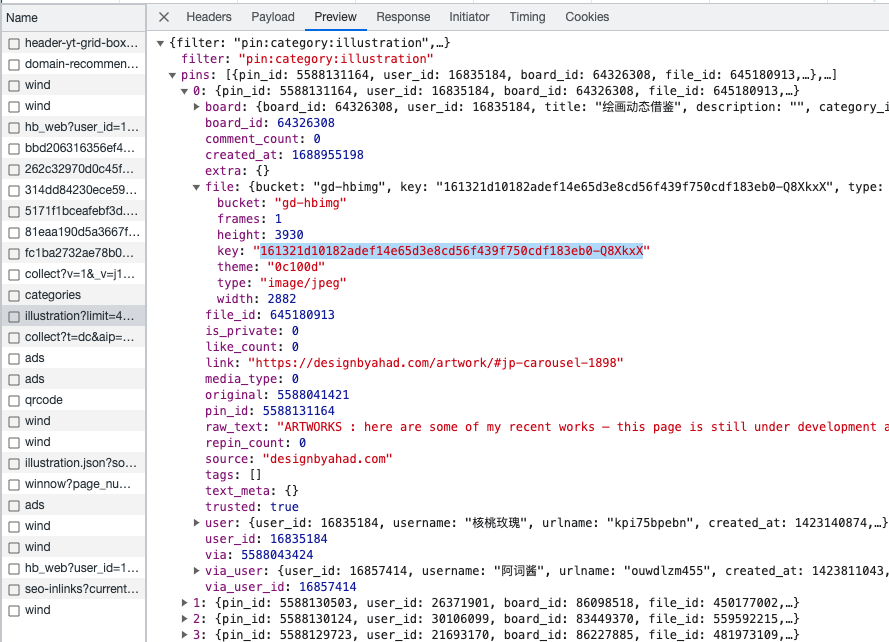 Name
Headers Payload Preview Response Initiator Timing Cookies
header-yt-grid-box…
domain-recommen…
wind
wind
hb_web?user_id=1…
bbd206316356ef4…
262c32970d0c45f…
314dd84230ece59…
5171f1bceafebf3d.…
81eaa190d5a3667f…
fc1ba2732ae78b0…
collect?v=1&_v=j1…
categories
illustration?limit=4…
collect?t=dc&aip=…
ads
ads
qrcode
wind
wind
illustration.json?so…
winnow?page_nu…
ads
wind
wind
hb_web?user_id=1…
seo-inlinks?current…
wind
{filter: "pin:category:illustration",…}
filter: "pin:category:illustration"
pins: [{pin_id: 5588131164, user_id: 16835184, board_id: 64326308, file_id: 645180913,…},…]
0: {pin_id: 5588131164, user_id: 16835184, board_id: 64326308, file_id: 645180913,…}
board: {board_id: 64326308, user_id: 16835184, title: "绘画动态借鉴", description: "", category_i
board_id: 64326308
comment_count: 0
created_at: 1688955198
extra: {}
file: {bucket: "gd-hbimg", key: "161321d10182adef14e65d3e8cd56f439f750cdf183eb0-Q8XkxX", type:
bucket: "gd-hbimg"
frames: 1
height: 3930
key: "161321d10182adef14e65d3e8cd56f439f750cdf183eb0-Q8XkxX"
theme: "0c100d"
type: "image/jpeg"
width: 2882
file_id: 645180913
is_private: 0
like_count: 0
link: "https://designbyahad.com/artwork/#jp-carousel-1898"
media_type: 0
original: 5588041421
pin_id: 5588131164
raw_text: "ARTWORKS : here are some of my recent works – this page is still under development a
repin_count: 0
source: "designbyahad.com"
tags: []
text_meta: {}
trusted: true
user: {user_id: 16835184, username: "核桃玫瑰", urlname: "kpi75bpebn", created_at: 1423140874,…}
user_id: 16835184
via: 5588043424
via_user: {user_id: 16857414, username: "阿词酱", urlname: "ouwdlzm455", created_at: 1423811043,
via_user_id: 16857414
1: {pin_id: 5588130503, user_id: 26371901, board_id: 86098518, file_id: 450177002,…}
2: {pin_id: 5588130124, user_id: 30106099, board_id: 83449370, file_id: 559592215,…}
3: {pin_id: 5588129723, user_id: 21693170, board_id: 86227885, file_id: 481973109,…}